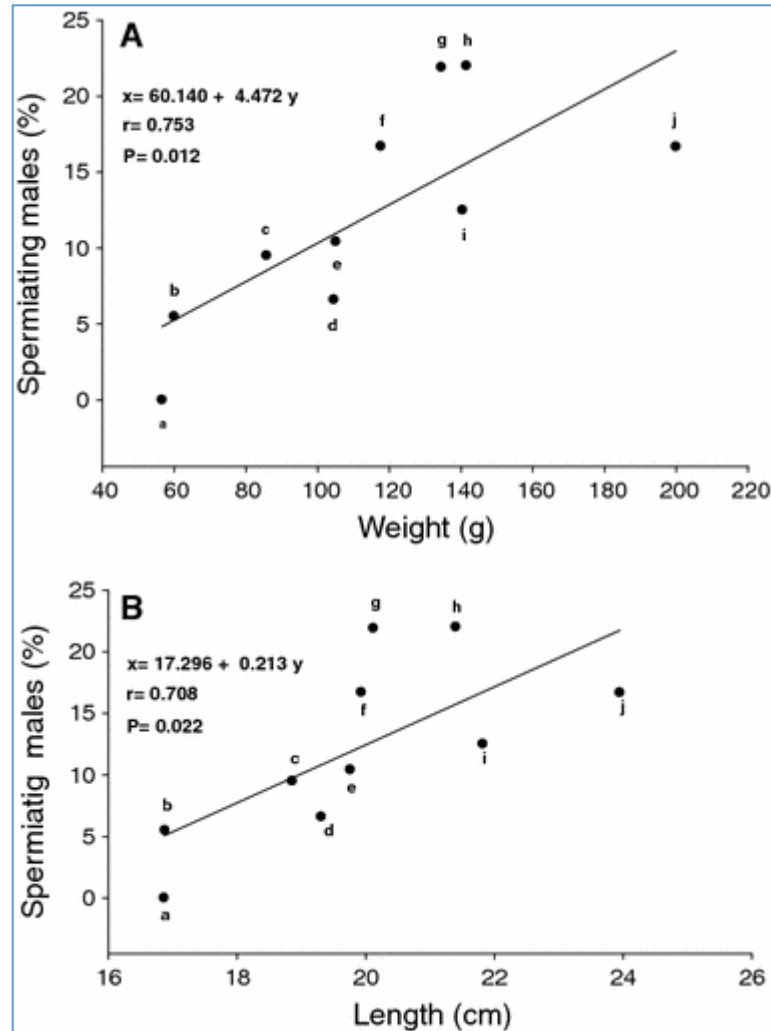 A
x= 60.140 + 4.472 y
r= 0.753
P= 0.012
Spermiating males (%)
25
20
15
10
5
0
a
b
c
d
e
f
g
h
i
j
40 60 80 100 120 140 160 180 200 220
Weight (g)
B
x= 17.296 + 0.213 y
r= 0.708
P= 0.022
Spermiatig males (%)
25
20
15
10
5
0
a
b
c
d
e
f
g
h
i
j
16 18 20 22 24 26
Length (cm)